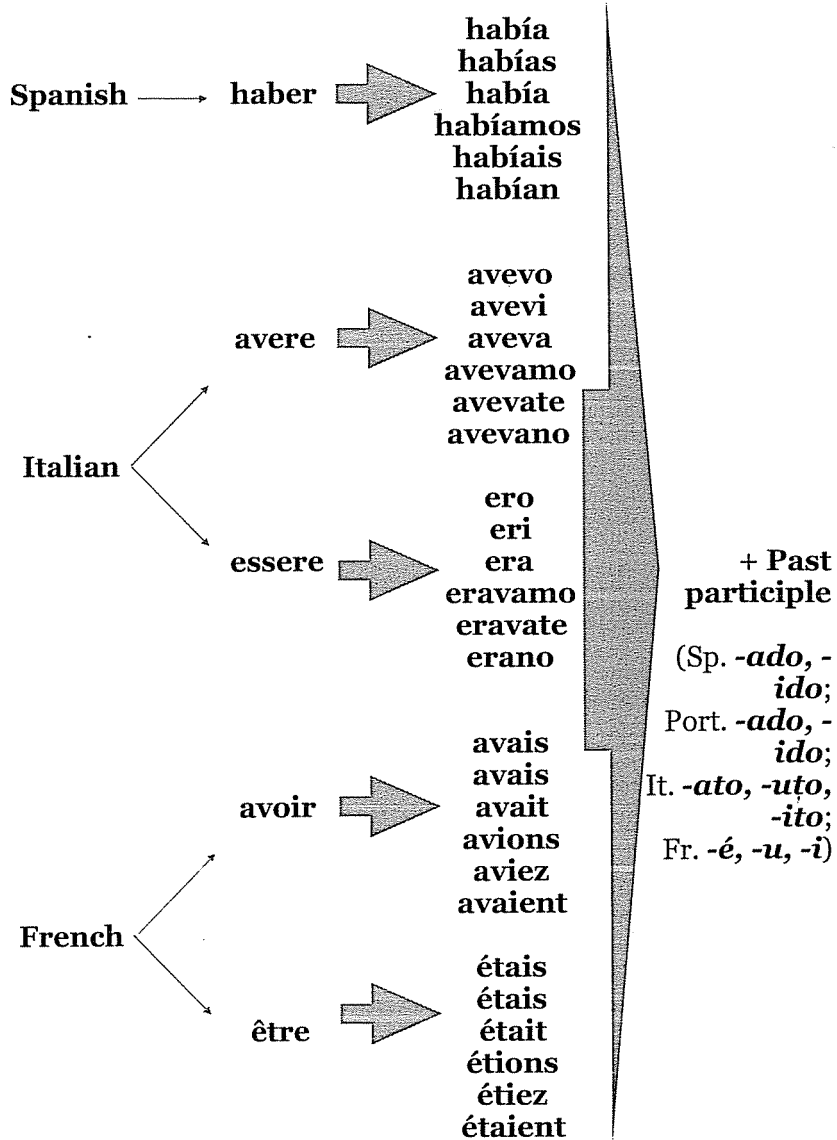 Spanish
haber
había
habías
había
habíamos
habíais
habían
Italian
avere
avevo
avevi
aveva
avevamo
avevate
avevano
essere
ero
eri
era
eravamo
eravate
erano
French
avoir
avais
avais
avait
avions
aviez
avaient
être
étais
étais
était
étions
étiez
étaient
+ Past
participle
(Sp. -ado, -
ido;
Port. -ado, -
ido;
It. -ato, -uto,
-ito;
Fr. -é, -u, -i)